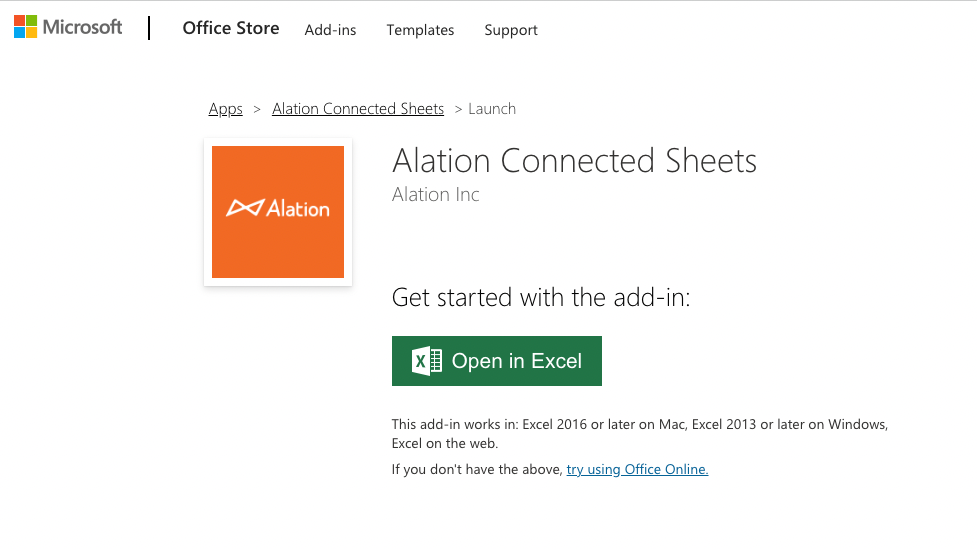 Microsoft
Office Store
Add-ins
Templates
Support
Apps > Alation Connected Sheets > Launch
Alation
Alation Connected Sheets
Alation Inc
Get started with the add-in:
X
Open in Excel
This add-in works in: Excel 2016 or later on Mac, Excel 2013 or later on Windows,
Excel on the web.
If you don't have the above, try using Office Online.